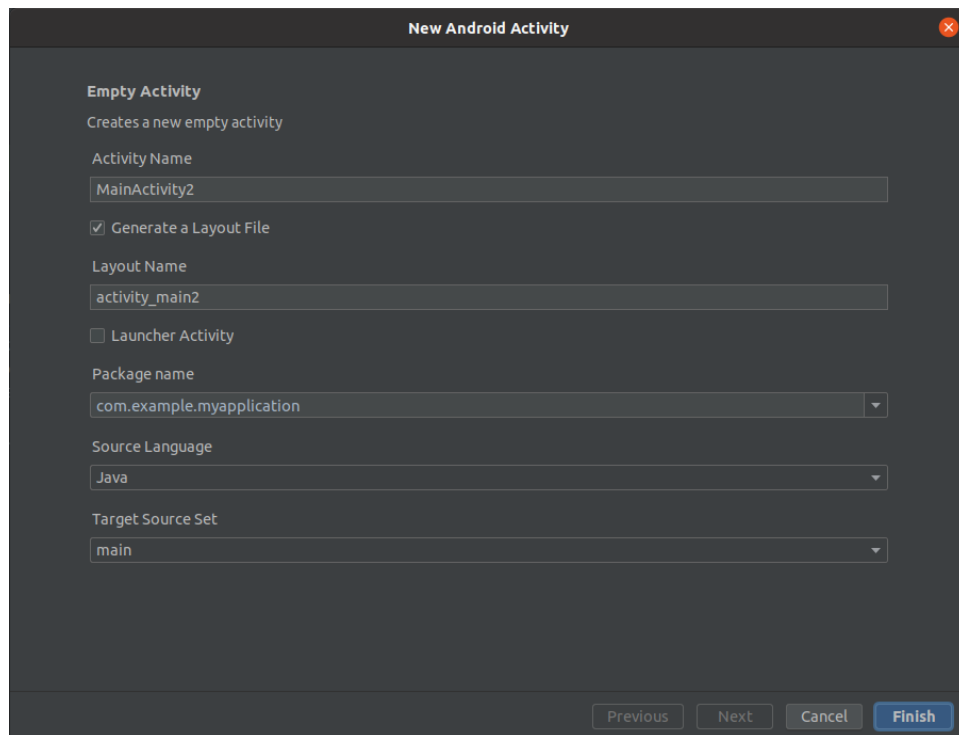 New Android Activity
Empty Activity
Creates a new empty activity
Activity Name
MainActivity2
Generate a Layout File
Layout Name
activity_main2
Launcher Activity
Package name
com.example.myapplication
Source Language
Java
Target Source Set
main
Previous Next Cancel Finish